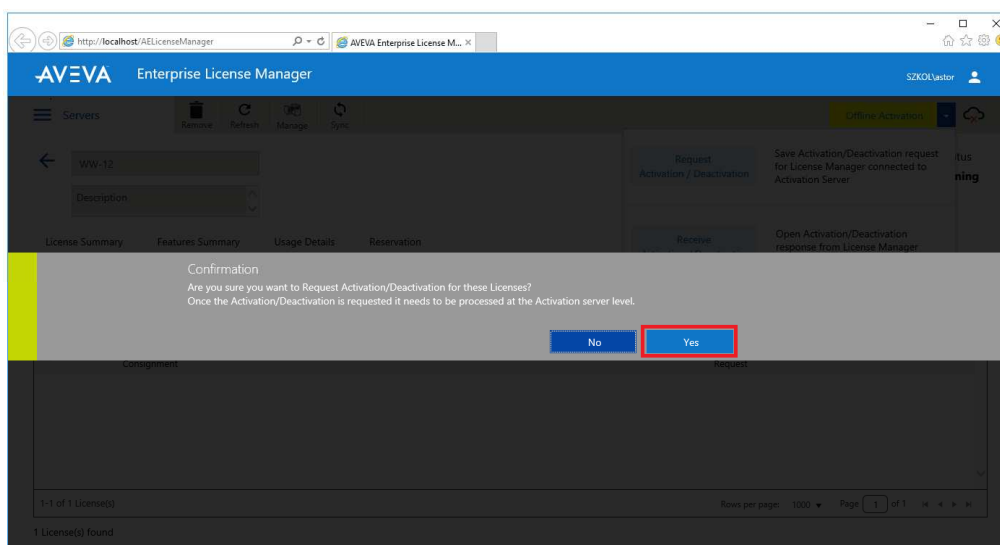 http://localhost/AELicenseManager
AVEVA Enterprise License M...
AVEVA Enterprise License Manager
SZKOL\astor
Servers
Remove Refresh Manage Sync
Offline Activation
WW-12
Description
Request
Activation / Deactivation
Save Activation/Deactivation request
for License Manager connected to
Activation Server
tus
ning
License Summary Features Summary Usage Details Reservation
Receive
Open Activation/Deactivation
response from License Manager
Confirmation
Are you sure you want to Request Activation/Deactivation for these Licenses?
Once the Activation/Deactivation is requested it needs to be processed at the Activation server level.
No Yes
Consignment Request
1-1 of 1 License(s)
Rows per page: 1000 Page 1 of 1
1 License(s) found